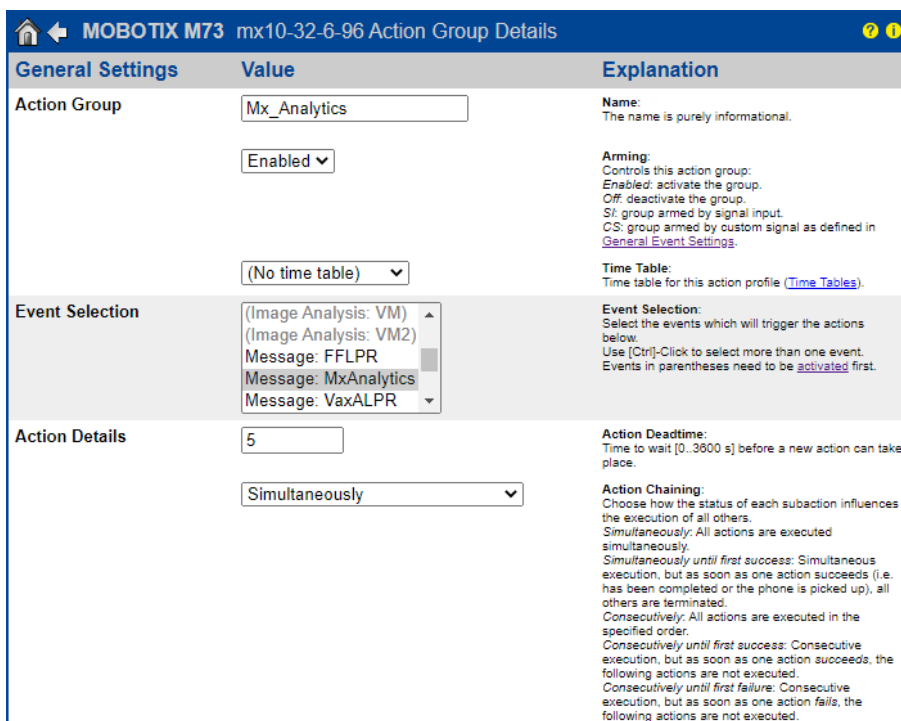 MOBOTIX M73 mx10-32-6-96 Action Group Details ? i
General Settings Value Explanation
Action Group
Mx_Analytics
Name:
The name is purely informational.
Enabled
Arming:
Controls this action group:
Enabled: activate the group.
Off: deactivate the group.
SI: group armed by signal input.
CS: group armed by custom signal as defined in
General Event Settings.
(No time table)
Time Table:
Time table for this action profile (Time Tables).
Event Selection
(Image Analysis: VM)
(Image Analysis: VM2)
Message: FFLPR
Message: MxAnalytics
Message: VaxALPR
Event Selection:
Select the events which will trigger the actions
below.
Use [Ctrl]-Click to select more than one event.
Events in parentheses need to be activated first.
Action Details
5
Action Deadtime:
Time to wait [0..3600 s] before a new action can take
place.
Simultaneously
Action Chaining:
Choose how the status of each subaction influences
the execution of all others.
Simultaneously: All actions are executed
simultaneously.
Simultaneously until first success: Simultaneous
execution, but as soon as one action succeeds (i.e.
has been completed or the phone is picked up), all
others are terminated.
Consecutively: All actions are executed in the
specified order.
Consecutively until first success: Consecutive
execution, but as soon as one action succeeds, the
following actions are not executed.
Consecutively until first failure: Consecutive
execution, but as soon as one action fails, the
following actions are not executed.